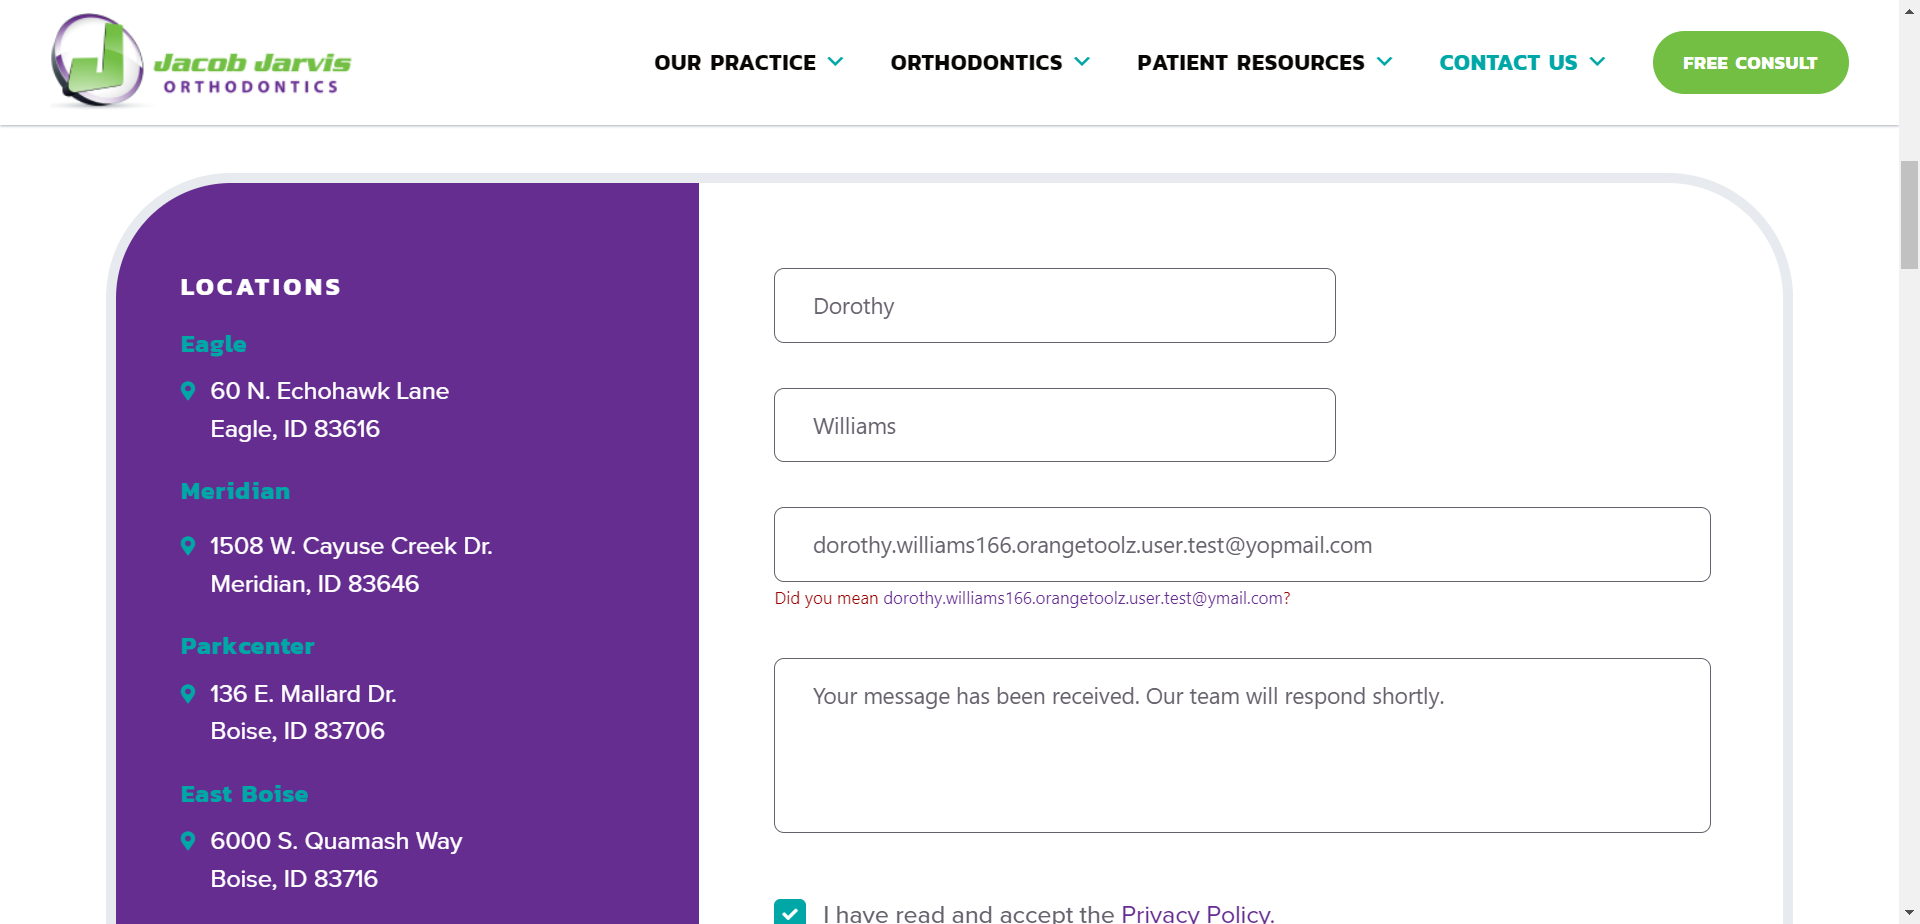 Jacob Jarvis
ORTHODONTICS
OUR PRACTICE
ORTHODONTICS
PATIENT RESOURCES
CONTACT US
FREE CONSULT
LOCATIONS
Eagle
60 N. Echohawk Lane
Eagle, ID 83616
Meridian
1508 W. Cayuse Creek Dr.
Meridian, ID 83646
Parkcenter
136 E. Mallard Dr.
Boise, ID 83706
East Boise
6000 S. Quamash Way
Boise, ID 83716
Dorothy
Williams
dorothy.williams166.orangetoolz.user.test@yopmail.com
Did you mean dorothy.williams166.orangetoolz.user.test@ymail.com?
Your message has been received. Our team will respond shortly.
I have read and accept the Privacy Policy.